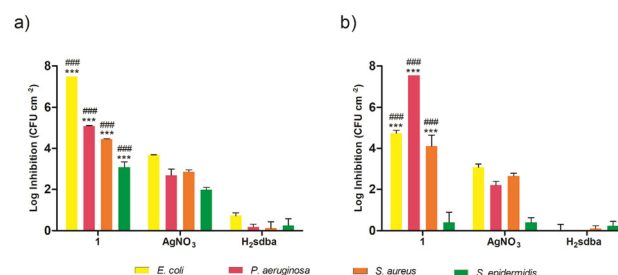 a)
Log Inhibition (CFU cm⁻²)
8
6
4
2
0
###
***
###
***
###
***
###
***
1
AgNO₃
H₂sdba
b)
Log Inhibition (CFU cm⁻²)
8
6
4
2
0
###
***
###
***
###
***
1
AgNO₃
H₂sdba
E. coli P. aeruginosa S. aureus S. epidermidis